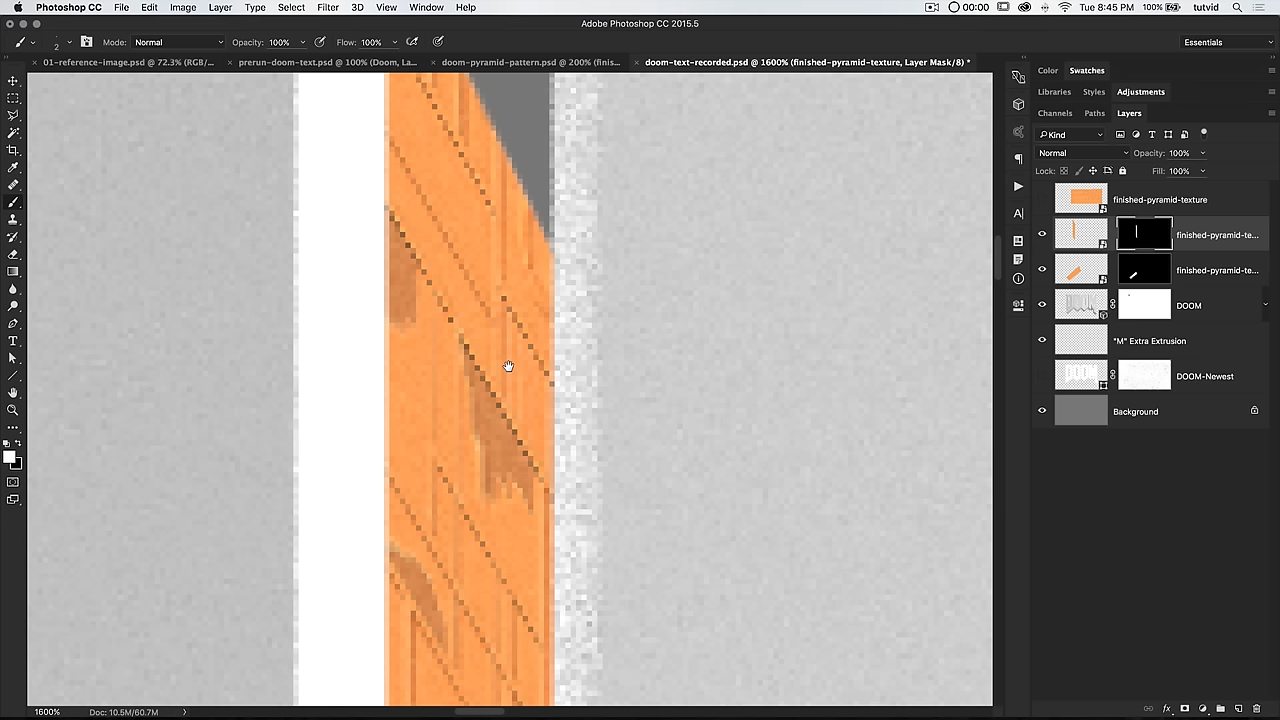 Photoshop CC File Edit Image Layer Type Select Filter 3D View Window Help 00:00 100% Tue 8:45 PM tutvid
Adobe Photoshop CC 2015.5
2 Mode: Normal Opacity: 100% Flow: 100% Essentials
01-reference-image.psd @ 72.3% (RGB/... prerun-doom-text.psd @ 100% (Doom, La... doom-pyramid-pattern.psd @ 200% (finis... doom-text-recorded.psd @ 1600% (finished-pyramid-texture, Layer Mask/8) *
Color Swatches
Libraries Styles Adjustments
Channels Paths Layers
Kind
Normal Opacity: 100%
Lock: Fill: 100%
finished-pyramid-texture
finished-pyramid-te...
finished-pyramid-te...
DOOM
"M" Extra Extrusion
DOOM-Newest
Background
1600% Doc: 10.5M/60.7M